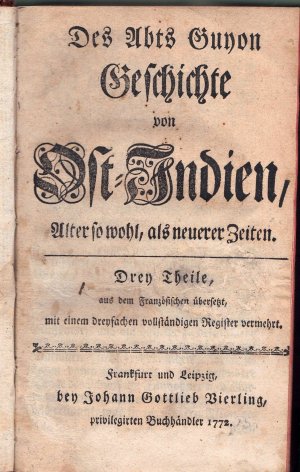 Des Abts Guyon
Geschichte
von
Ost-Indien,
Alter so wohl, als neuerer Zeiten.
Drey Theile,
aus dem Französischen übersetzt,
mit einem dreyfachen vollständigen Register vermehrt.
Frankfurt und Leipzig,
bey Johann Gottlieb Vierling,
privilegirten Buchhändler 1772.